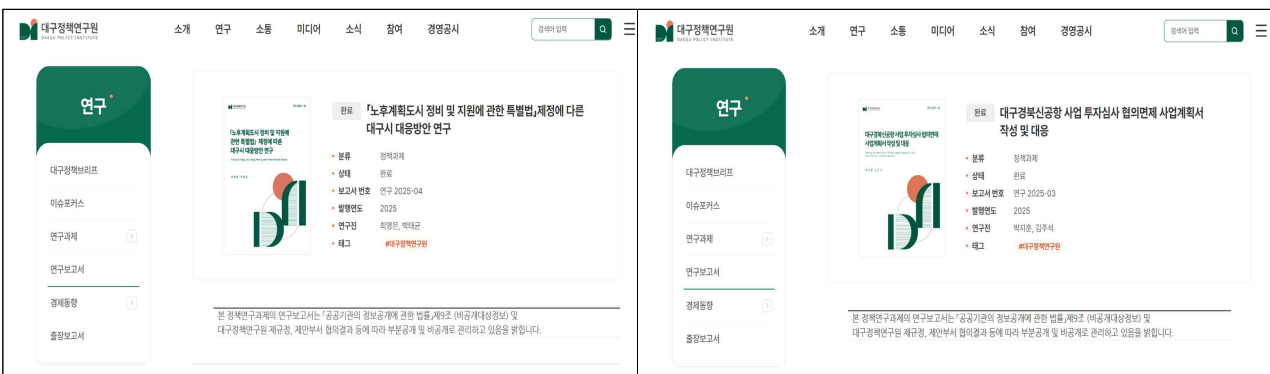 대구정책연구원
DAEGU POLICY INSTITUTE
소개 연구 소통 미디어 소식 참여 경영공시
검색어 입력
연구
대구정책브리프
이슈포커스
연구과제
연구보고서
경제동향
출장보고서
「노후계획도시 정비 및 지원에
관한 특별법」 제정에 따른
대구시 대응방안 연구
완료 「노후계획도시 정비 및 지원에 관한 특별법」제정에 다른
대구시 대응방안 연구
분류 정책과제
상태 완료
보고서 번호 연구 2025-04
발행연도 2025
연구진 최영은, 박태균
태그 #대구정책연구원
본 정책연구과제의 연구보고서는 「공공기관의 정보공개에 관한 법률」제9조 (비공개대상정보) 및
대구정책연구원 제규정, 제안부서 협의결과 등에 따라 부분공개 및 비공개로 관리하고 있음을 밝힙니다.
대구정책연구원
DAEGU POLICY INSTITUTE
소개 연구 소통 미디어 소식 참여 경영공시
검색어 입력
연구
대구정책브리프
이슈포커스
연구과제
연구보고서
경제동향
출장보고서
대구경북신공항 사업 투자심사 협의면제
사업계획서 작성 및 대응
완료 대구경북신공항 사업 투자심사 협의면제 사업계획서
작성 및 대응
분류 정책과제
상태 완료
보고서 번호 연구 2025-03
발행연도 2025
연구진 박지훈, 김주석
태그 #대구정책연구원
본 정책연구과제의 연구보고서는 「공공기관의 정보공개에 관한 법률」제9조 (비공개대상정보) 및
대구정책연구원 제규정, 제안부서 협의결과 등에 따라 부분공개 및 비공개로 관리하고 있음을 밝힙니다.